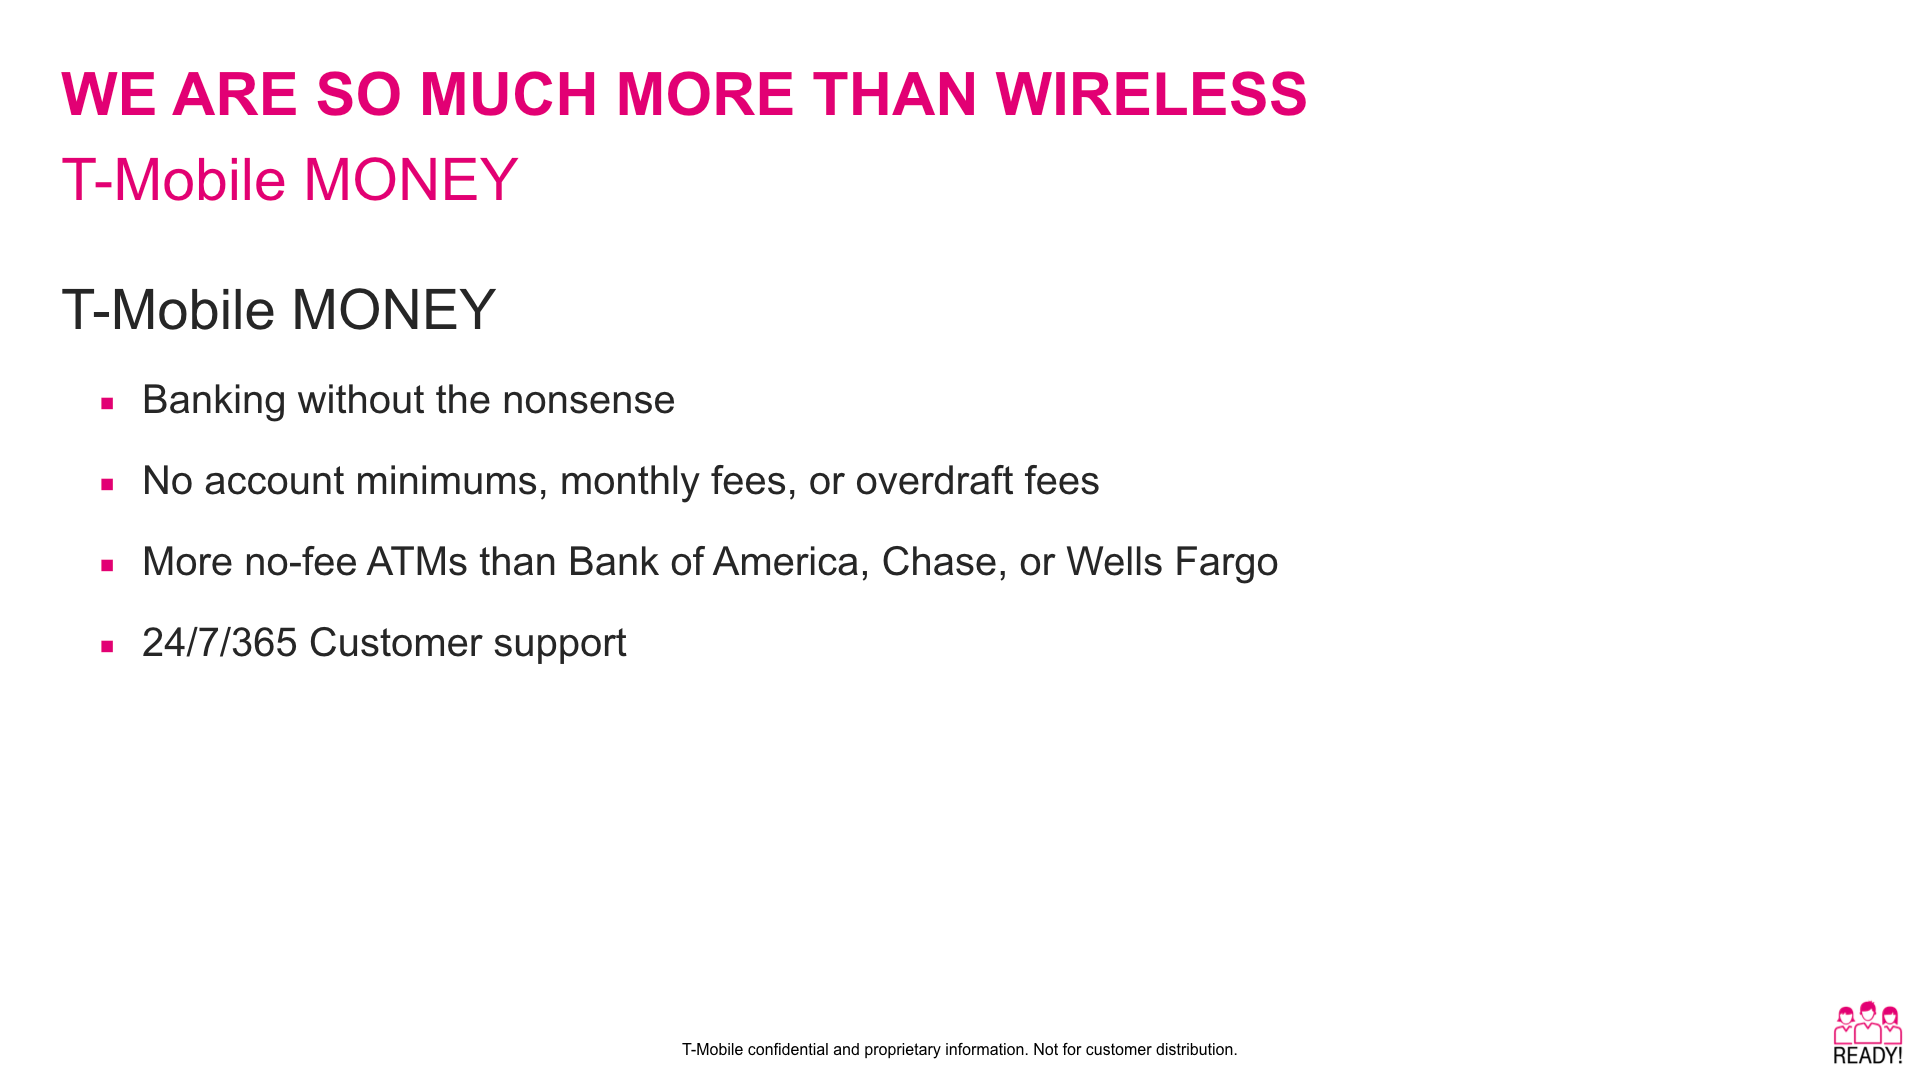 WE ARE SO MUCH MORE THAN WIRELESS
T-Mobile MONEY
T-Mobile MONEY
Banking without the nonsense
No account minimums, monthly fees, or overdraft fees
More no-fee ATMs than Bank of America, Chase, or Wells Fargo
24/7/365 Customer support
T-Mobile confidential and proprietary information. Not for customer distribution.
READY!